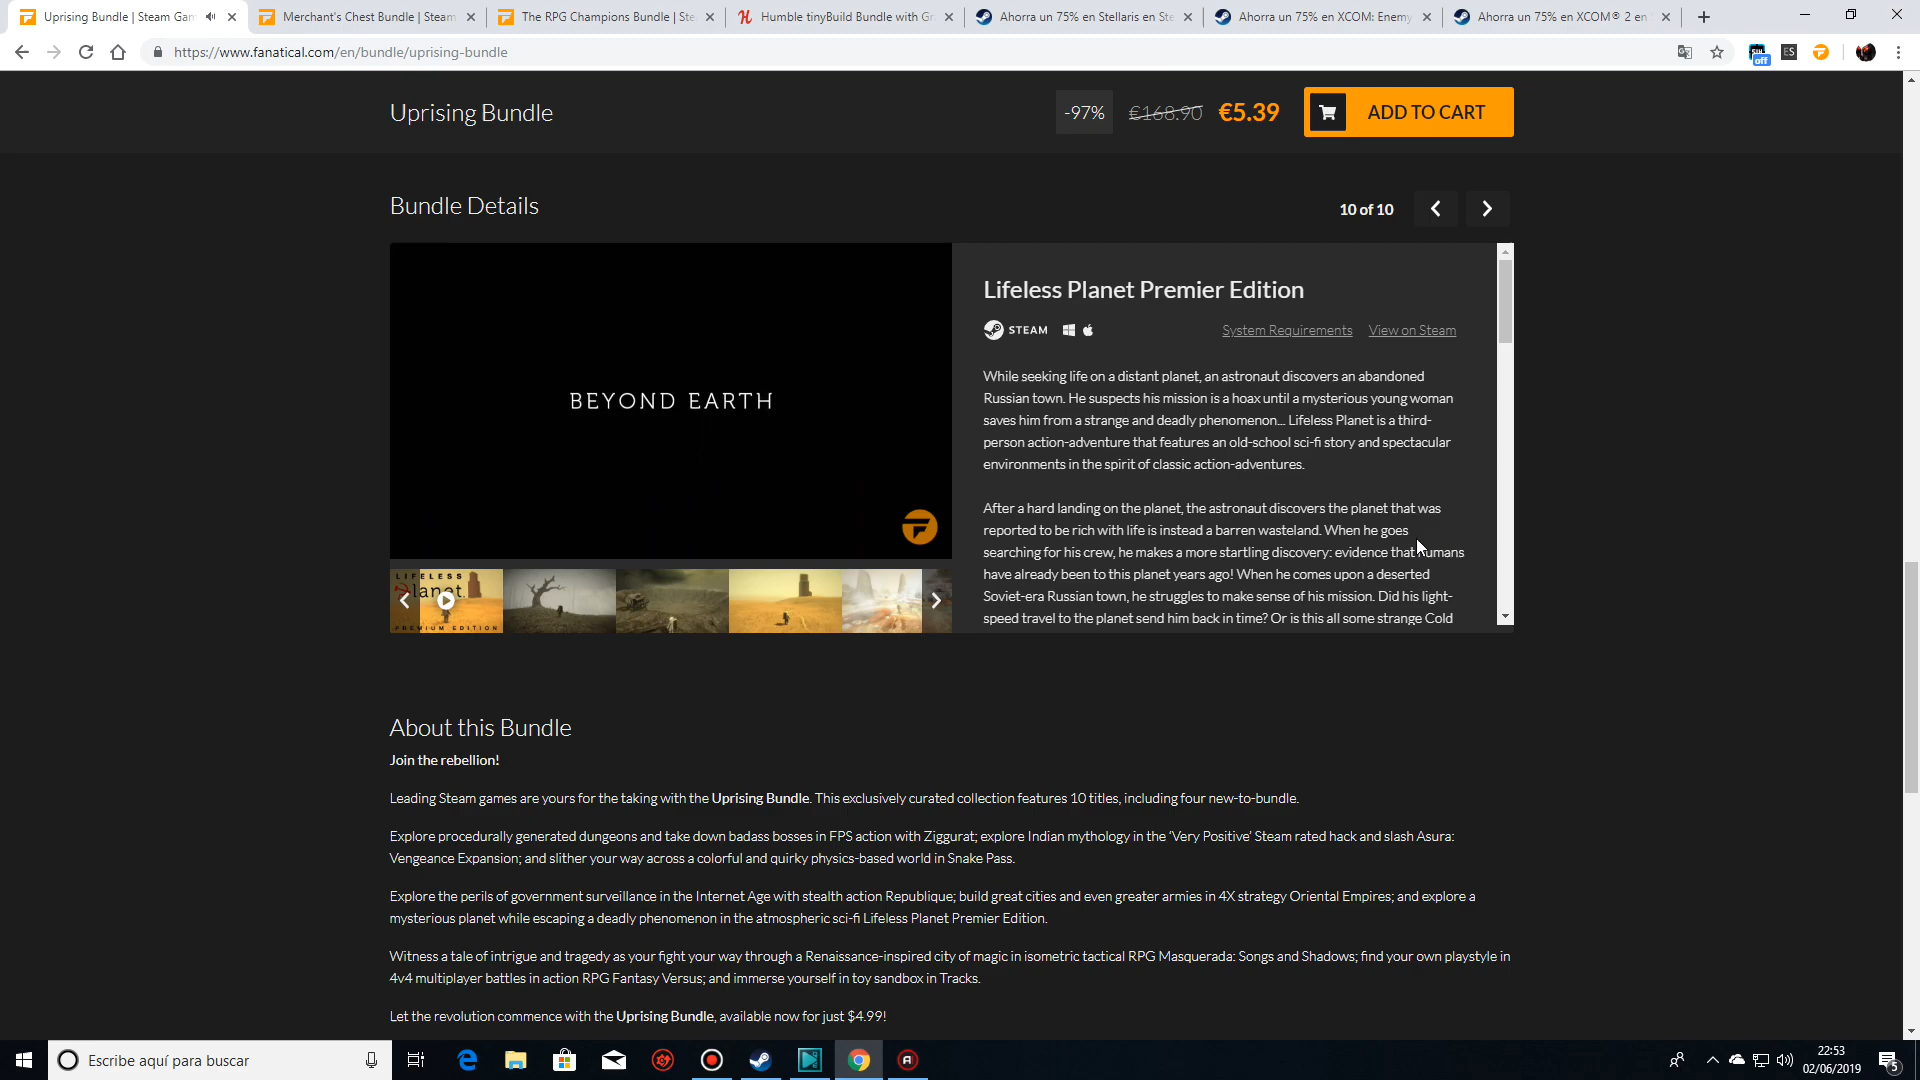 Uprising Bundle | Steam Gam
Merchant's Chest Bundle | Steam
The RPG Champions Bundle | Ste
Humble tinyBuild Bundle with Gr
Ahorra un 75% en Stellaris en Ste
Ahorra un 75% en XCOM: Enemy
Ahorra un 75% en XCOM® 2 en
https://www.fanatical.com/en/bundle/uprising-bundle
off
ES
Uprising Bundle
-97% €168.90 €5.39 ADD TO CART
Bundle Details
10 of 10
BEYOND EARTH
LIFELESS
Planet
PREMIUM EDITION
Lifeless Planet Premier Edition
STEAM
System Requirements View on Steam
While seeking life on a distant planet, an astronaut discovers an abandoned
Russian town. He suspects his mission is a hoax until a mysterious young woman
saves him from a strange and deadly phenomenon... Lifeless Planet is a third-
person action-adventure that features an old-school sci-fi story and spectacular
environments in the spirit of classic action-adventures.
After a hard landing on the planet, the astronaut discovers the planet that was
reported to be rich with life is instead a barren wasteland. When he goes
searching for his crew, he makes a more startling discovery: evidence that humans
have already been to this planet years ago! When he comes upon a deserted
Soviet-era Russian town, he struggles to make sense of his mission. Did his light-
speed travel to the planet send him back in time? Or is this all some strange Cold
About this Bundle
Join the rebellion!
Leading Steam games are yours for the taking with the Uprising Bundle. This exclusively curated collection features 10 titles, including four new-to-bundle.
Explore procedurally generated dungeons and take down badass bosses in FPS action with Ziggurat; explore Indian mythology in the 'Very Positive' Steam rated hack and slash Asura:
Vengeance Expansion; and slither your way across a colorful and quirky physics-based world in Snake Pass.
Explore the perils of government surveillance in the Internet Age with stealth action Republique; build great cities and even greater armies in 4X strategy Oriental Empires; and explore a
mysterious planet while escaping a deadly phenomenon in the atmospheric sci-fi Lifeless Planet Premier Edition.
Witness a tale of intrigue and tragedy as your fight your way through a Renaissance-inspired city of magic in isometric tactical RPG Masquerada: Songs and Shadows; find your own playstyle in
4v4 multiplayer battles in action RPG Fantasy Versus; and immerse yourself in toy sandbox in Tracks.
Let the revolution commence with the Uprising Bundle, available now for just $4.99!
Escribe aquí para buscar
22:53
02/06/2019
5